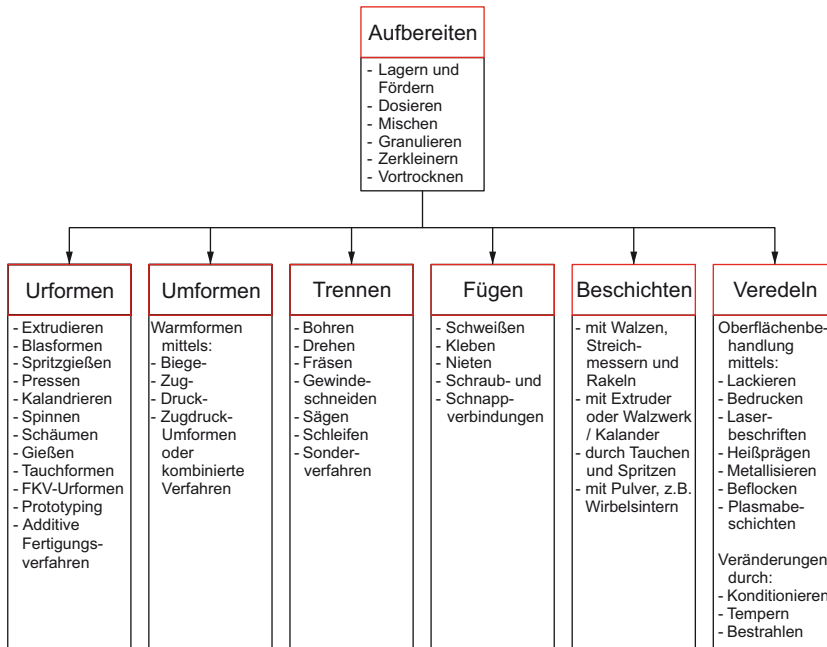 Aufbereiten
- Lagern und
Fördern
- Dosieren
- Mischen
- Granulieren
- Zerkleinern
- Vortrocknen
Urformen
- Extrudieren
- Blasformen
- Spritzgießen
- Pressen
- Kalandrieren
- Spinnen
- Schäumen
- Gießen
- Tauchformen
- FKV-Urformen
- Prototyping
- Additive
Fertigungs-
verfahren
Umformen
Warmformen
mittels:
- Biege-
- Zug-
- Druck-
- Zugdruck-
Umformen
oder
kombinierte
Verfahren
Trennen
- Bohren
- Drehen
- Fräsen
- Gewinde-
schneiden
- Sägen
- Schleifen
- Sonder-
verfahren
Fügen
- Schweißen
- Kleben
- Nieten
- Schraub- und
- Schnapp-
verbindungen
Beschichten
- mit Walzen,
Streich-
messern und
Rakeln
- mit Extruder
oder Walzwerk
/ Kalander
- durch Tauchen
und Spritzen
- mit Pulver, z.B.
Wirbelsintern
Veredeln
Oberflächenbe-
handlung
mittels:
- Lackieren
- Bedrucken
- Laser-
beschriften
- Heißprägen
- Metallisieren
- Beflocken
- Plasmabe-
schichten
Veränderungen
durch:
- Konditionieren
- Tempern
- Bestrahlen